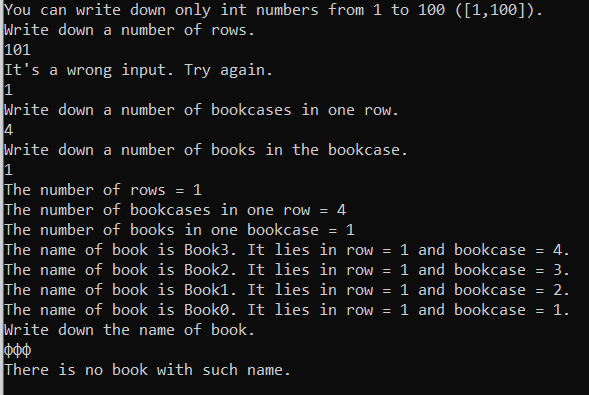 You can write down only int numbers from 1 to 100 ([1,100]).
Write down a number of rows.
101
It's a wrong input. Try again.
1
Write down a number of bookcases in one row.
4
Write down a number of books in the bookcase.
1
The number of rows = 1
The number of bookcases in one row = 4
The number of books in one bookcase = 1
The name of book is Book3. It lies in row = 1 and bookcase = 4.
The name of book is Book2. It lies in row = 1 and bookcase = 3.
The name of book is Book1. It lies in row = 1 and bookcase = 2.
The name of book is Book0. It lies in row = 1 and bookcase = 1.
Write down the name of book.
ффф
There is no book with such name.